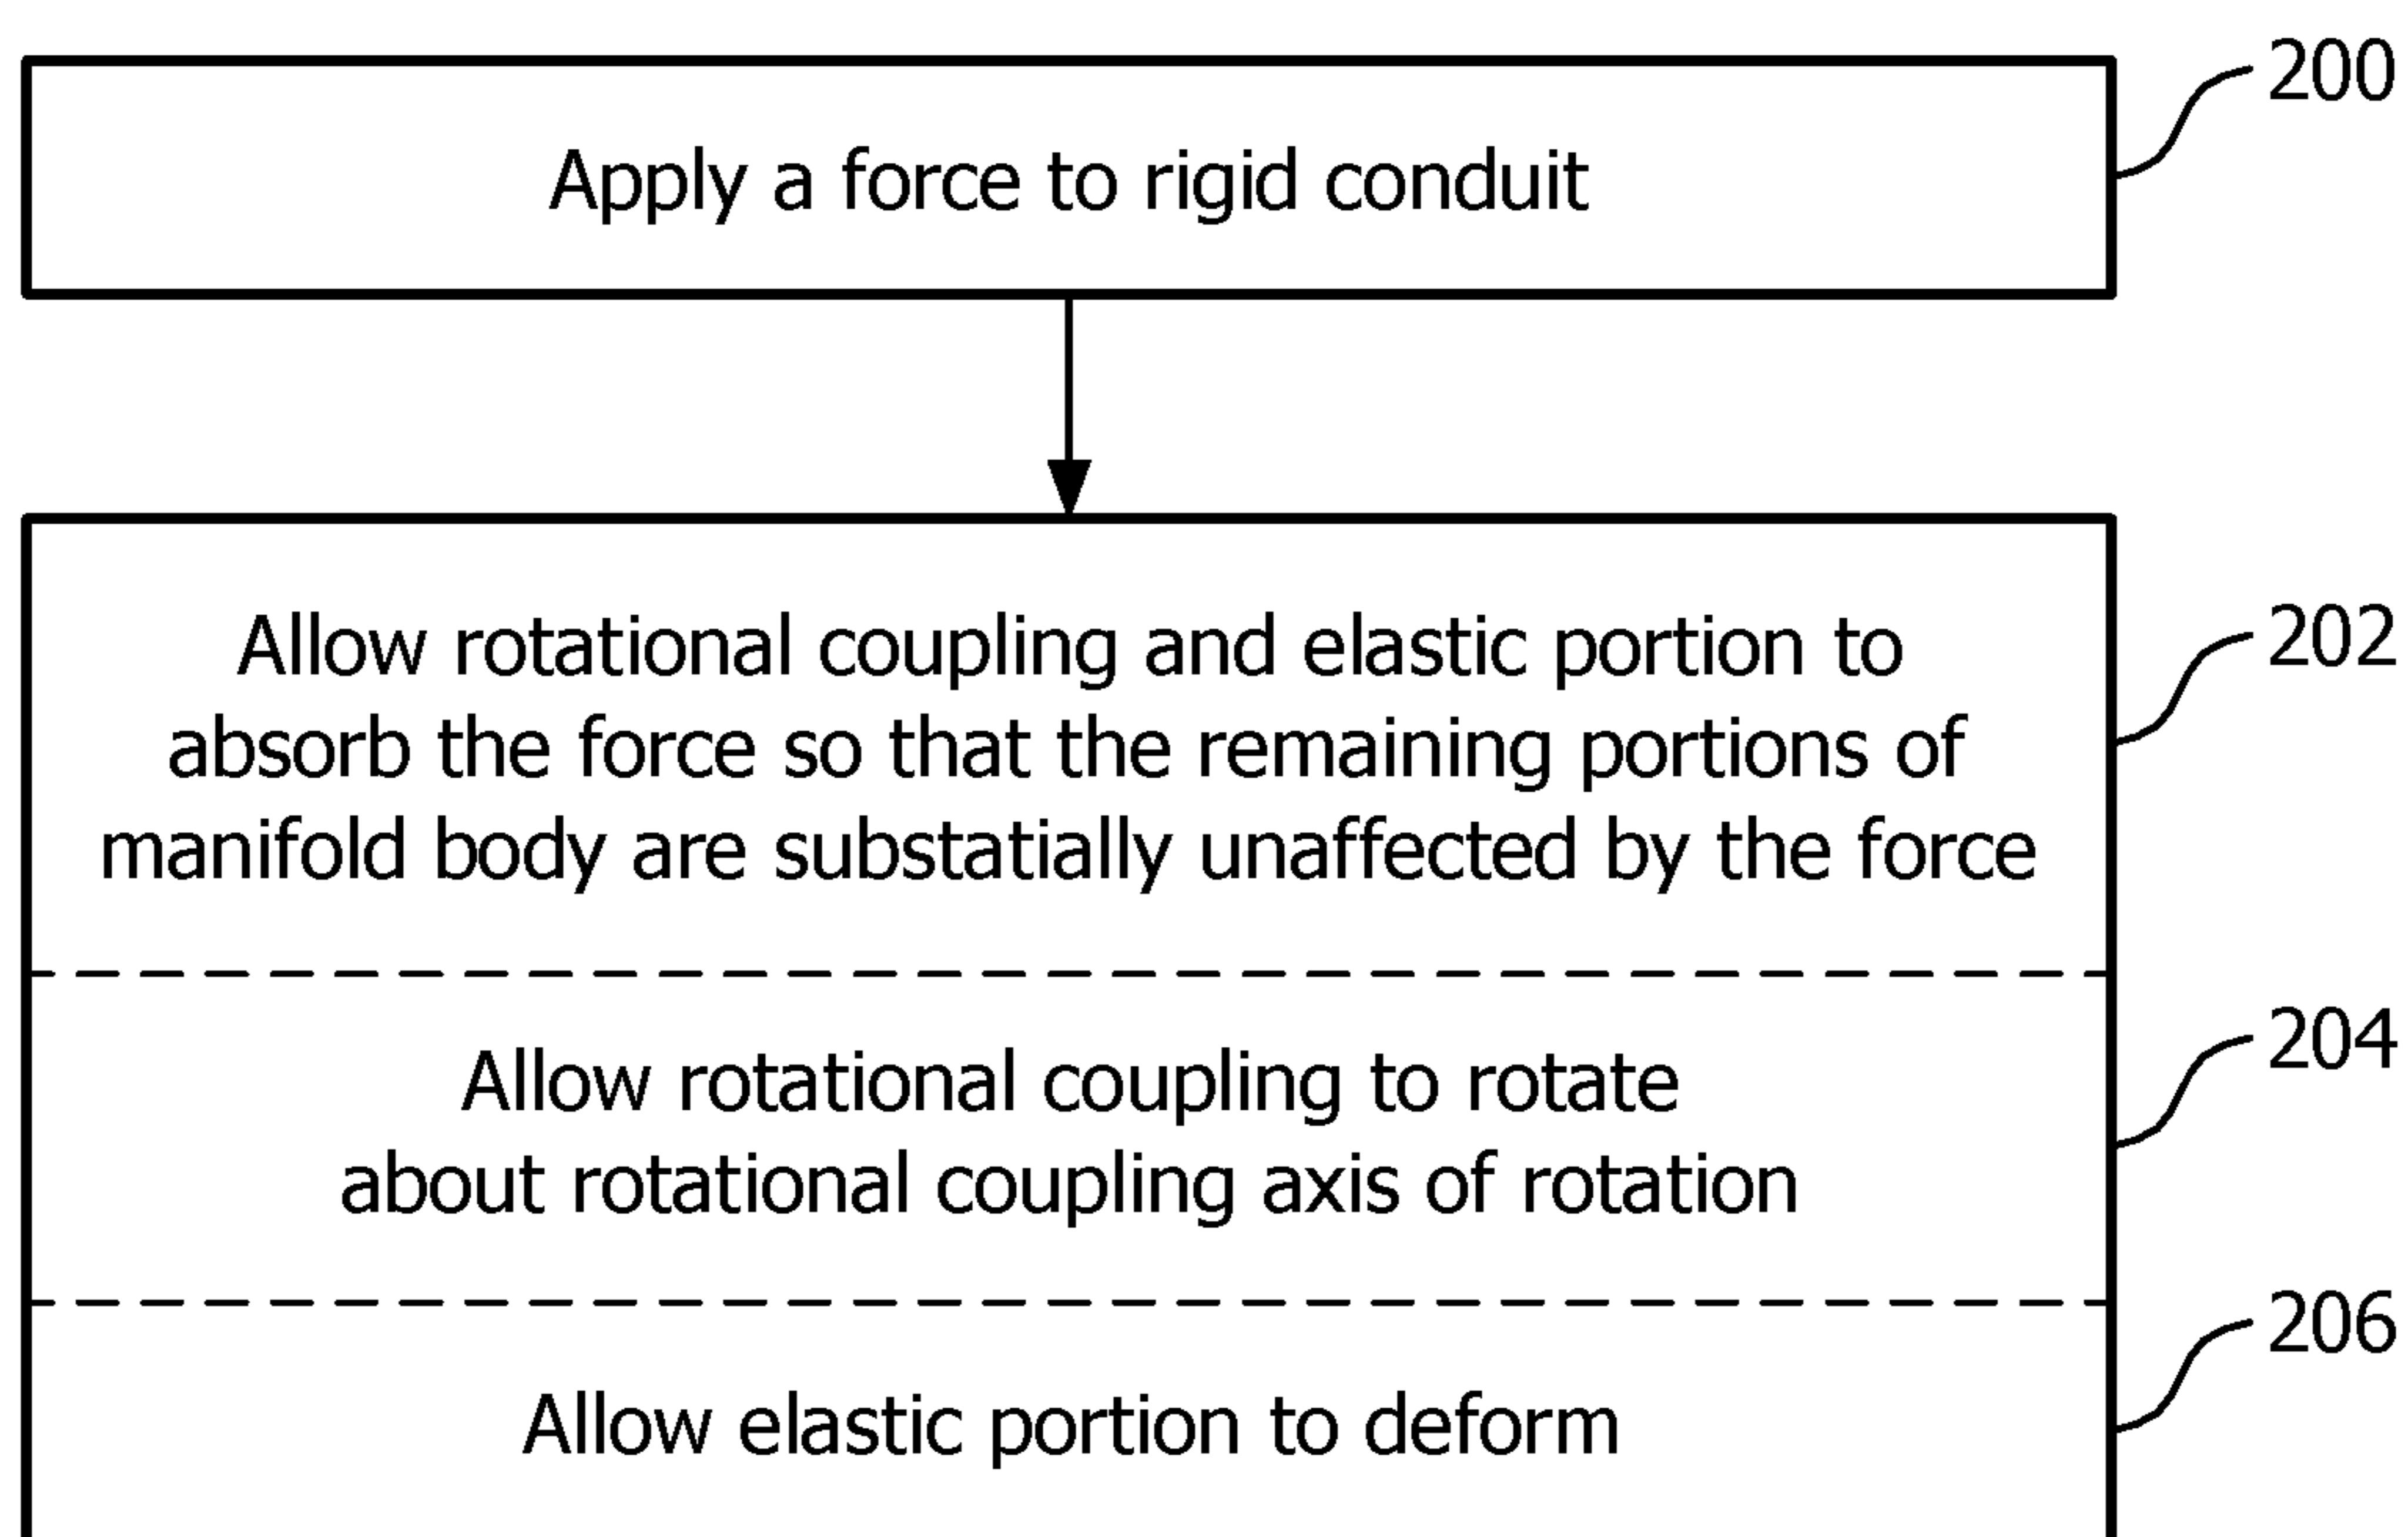 200
Apply a force to rigid conduit
202
Allow rotational coupling and elastic portion to
absorb the force so that the remaining portions of
manifold body are substatially unaffected by the force
204
Allow rotational coupling to rotate
about rotational coupling axis of rotation
206
Allow elastic portion to deform